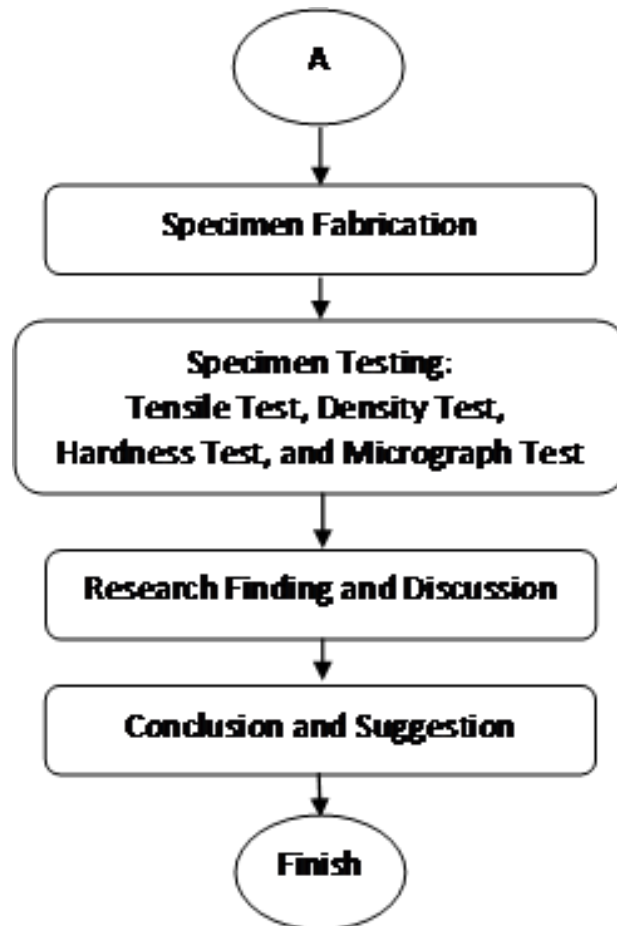 A
Specimen Fabrication
Specimen Testing:
Tensile Test, Density Test,
Hardness Test, and Micrograph Test
Research Finding and Discussion
Conclusion and Suggestion
Finish